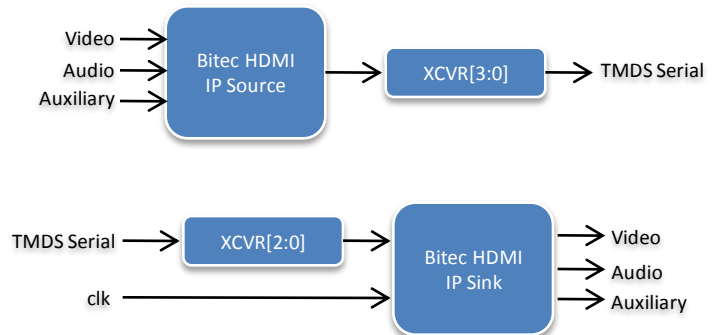 Video
Audio
Auxiliary
Bitec HDMI
IP Source
XCVR[3:0]
TMDS Serial
TMDS Serial
clk
XCVR[2:0]
Bitec HDMI
IP Sink
Video
Audio
Auxiliary